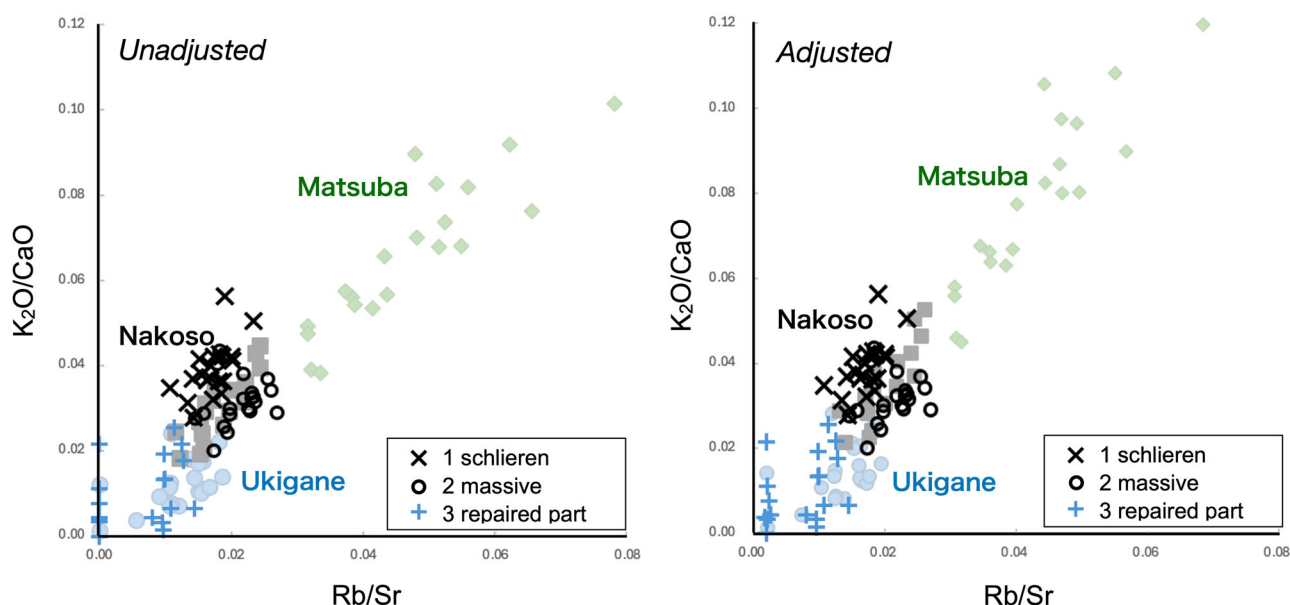 Unadjusted
0.12
0.10
0.08
0.06
0.04
0.02
0.00
K₂O/CaO
Matsuba
Nakoso
Ukigane
1 schlieren
2 massive
3 repaired part
0.00
0.02
0.04
0.06
0.08
Rb/Sr
Adjusted
0.12
0.10
0.08
0.06
0.04
0.02
0.00
K₂O/CaO
Matsuba
Nakoso
Ukigane
1 schlieren
2 massive
3 repaired part
0.00
0.02
0.04
0.06
0.08
Rb/Sr